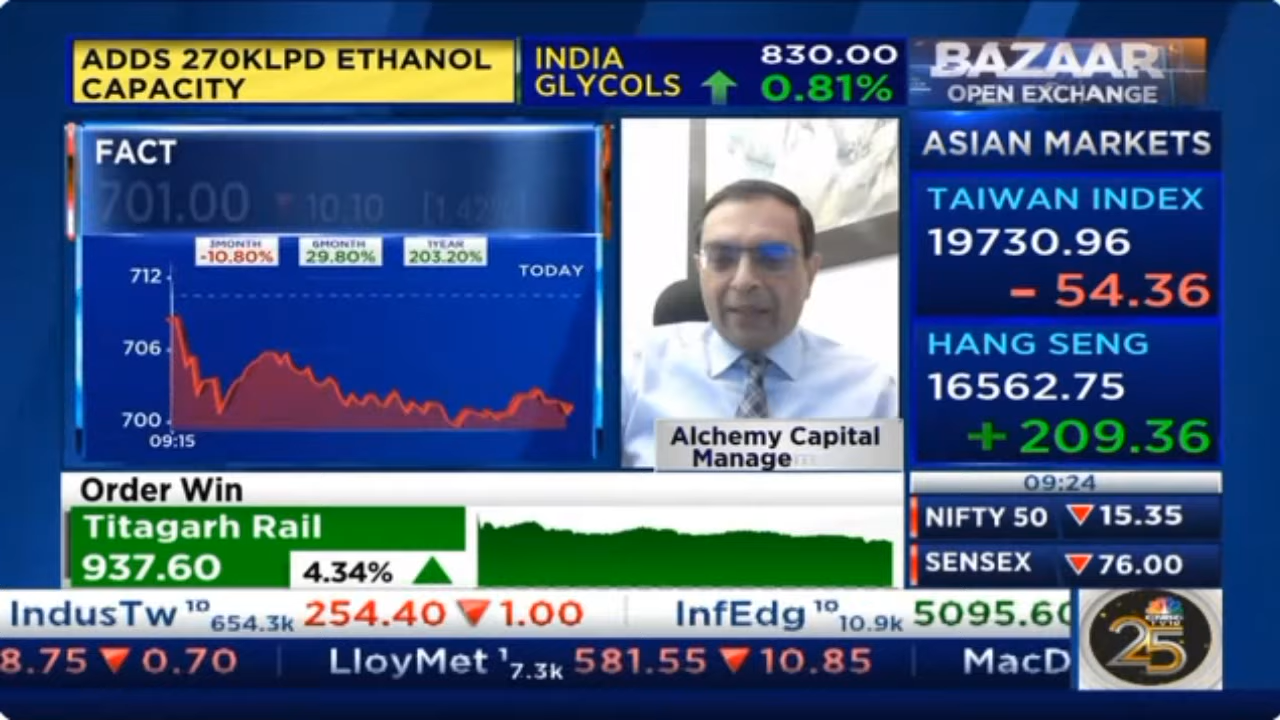 ADDS 270KLPD ETHANOL
CAPACITY
INDIA
GLYCOLS
830.00
0.81%
BAZAAR
OPEN EXCHANGE
FACT
701.00 ▼ 10.10
3MONTH
-10.80%
6MONTH
29.80%
1YEAR
203.20%
TODAY
712
706
700
09:15
Alchemy Capital
Manage
ASIAN MARKETS
TAIWAN INDEX
19730.96
- 54.36
HANG SENG
16562.75
+ 209.36
09:24
NIFTY 50 ▼ 15.35
SENSEX ▼ 76.00
Order Win
Titagarh Rail
937.60
4.34%
IndusTw 10 654.3k 254.40 ▼ 1.00 InfEdg 10 10.9k 5095.60
8.75 ▼ 0.70 LloyMet 1 7.3k 581.55 ▼ 10.85 MacD
25